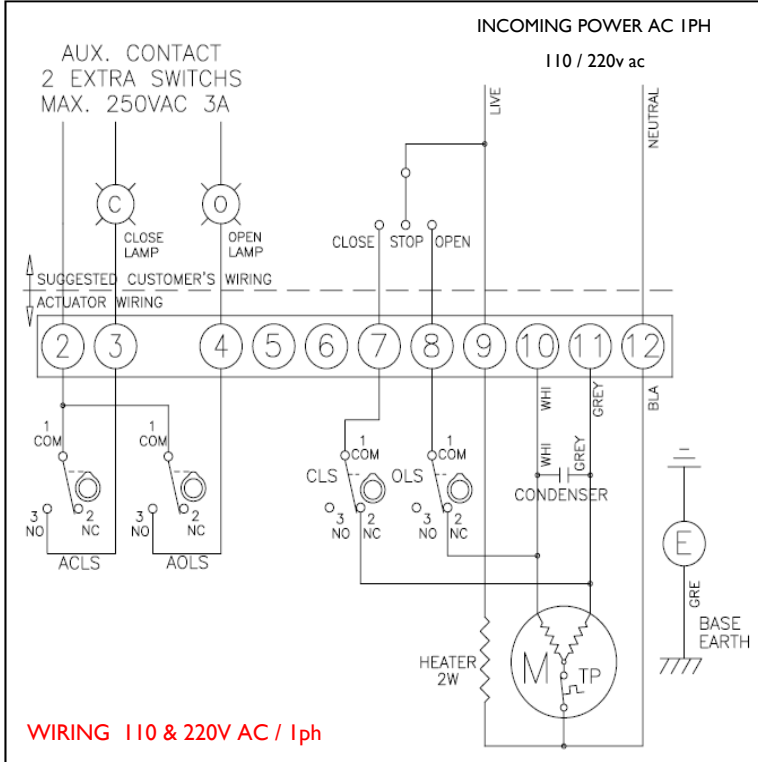 INCOMING POWER AC 1PH
110 / 220v ac
AUX. CONTACT
2 EXTRA SWITCHS
MAX. 250VAC 3A
LIVE
NEUTRAL
C
O
CLOSE
LAMP
OPEN
LAMP
CLOSE STOP OPEN
SUGGESTED CUSTOMER'S WIRING
ACTUATOR WIRING
2 3 4 5 6 7 8 9 10 11 12
WHI
GREY
BLA
1
COM
1
COM
1
COM
1
COM
WHI
GREY
CLS
OLS
CONDENSER
3
NO
2
NC
3
NO
2
NC
3
NO
2
NC
3
NO
2
NC
ACLS
AOLS
E
GRE
BASE
EARTH
HEATER
2W
M
TP
WIRING 110 & 220V AC / 1ph